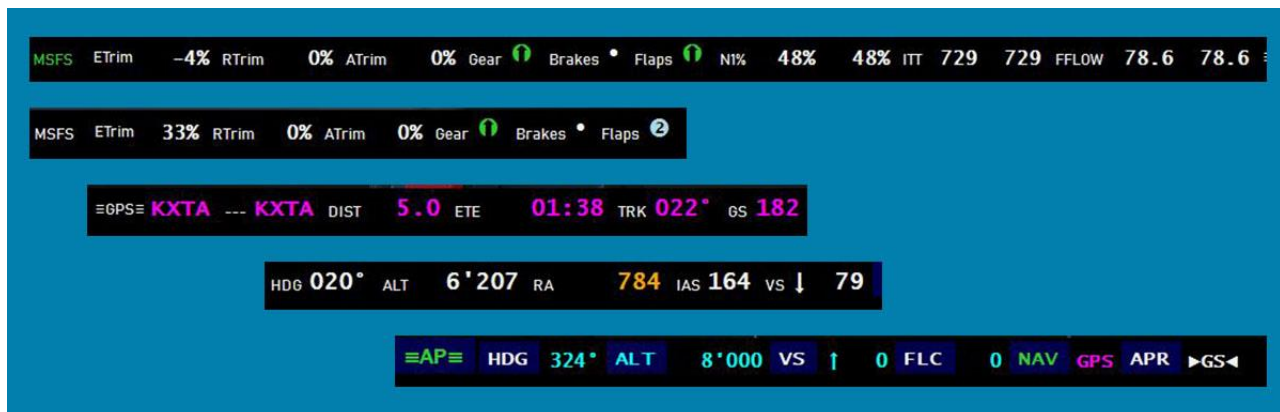 MSFS ETrim -4% RTrim 0% ATrim 0% Gear Brakes Flaps N1% 48% 48% ITT 729 729 FFLOW 78.6 78.6
MSFS ETrim 33% RTrim 0% ATrim 0% Gear Brakes Flaps 2
≡GPS≡ KXTA --- KXTA DIST 5.0 ETE 01:38 TRK 022° GS 182
HDG 020° ALT 6'207 RA 784 IAS 164 VS ↓ 79
≡AP≡ HDG 324° ALT 8'000 VS ↑ 0 FLC 0 NAV GPS APR ►GS◄